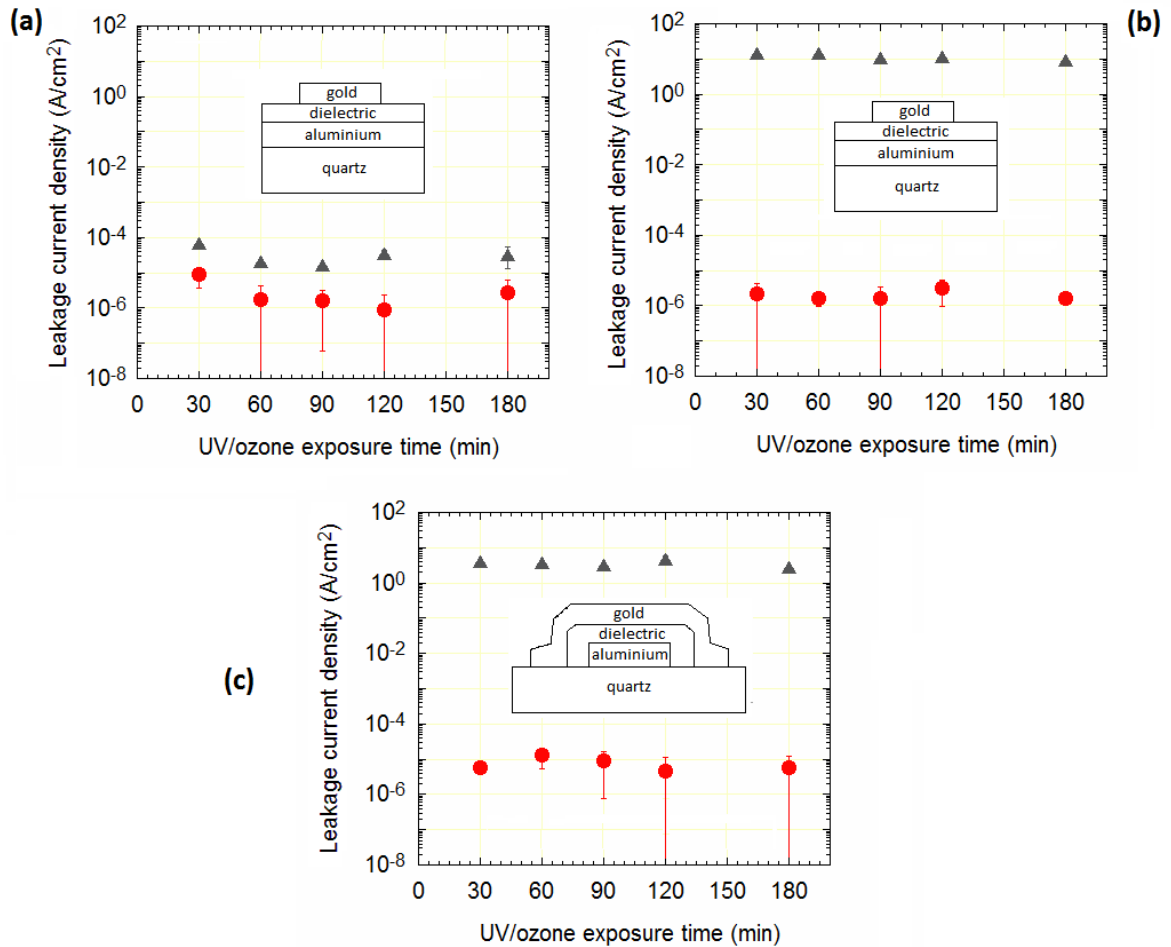 (a)
Leakage current density (A/cm²)
10²
10⁰
10⁻²
10⁻⁴
10⁻⁶
10⁻⁸
gold
dielectric
aluminium
quartz
0 30 60 90 120 150 180
UV/ozone exposure time (min)
(b)
Leakage current density (A/cm²)
10²
10⁰
10⁻²
10⁻⁴
10⁻⁶
10⁻⁸
gold
dielectric
aluminium
quartz
0 30 60 90 120 150 180
UV/ozone exposure time (min)
(c)
Leakage current density (A/cm²)
10²
10⁰
10⁻²
10⁻⁴
10⁻⁶
10⁻⁸
gold
dielectric
aluminium
quartz
0 30 60 90 120 150 180
UV/ozone exposure time (min)